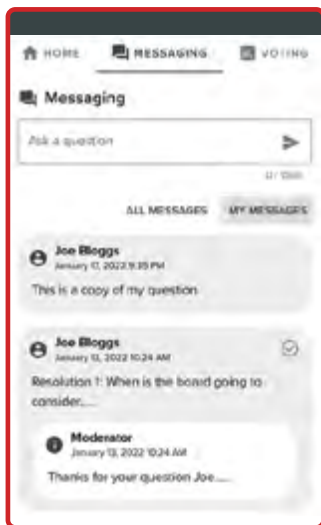 HOME MESSAGING VOTING
Messaging
Ask a question
ALL MESSAGES MY MESSAGES
Joe Bloggs
January 17, 2022 9:35 PM
This is a copy of my question
Joe Bloggs
January 13, 2022 10:24 AM
Resolution 1: When is the board going to
consider.....
Moderator
January 13, 2022 10:24 AM
Thanks for your question Joe.....